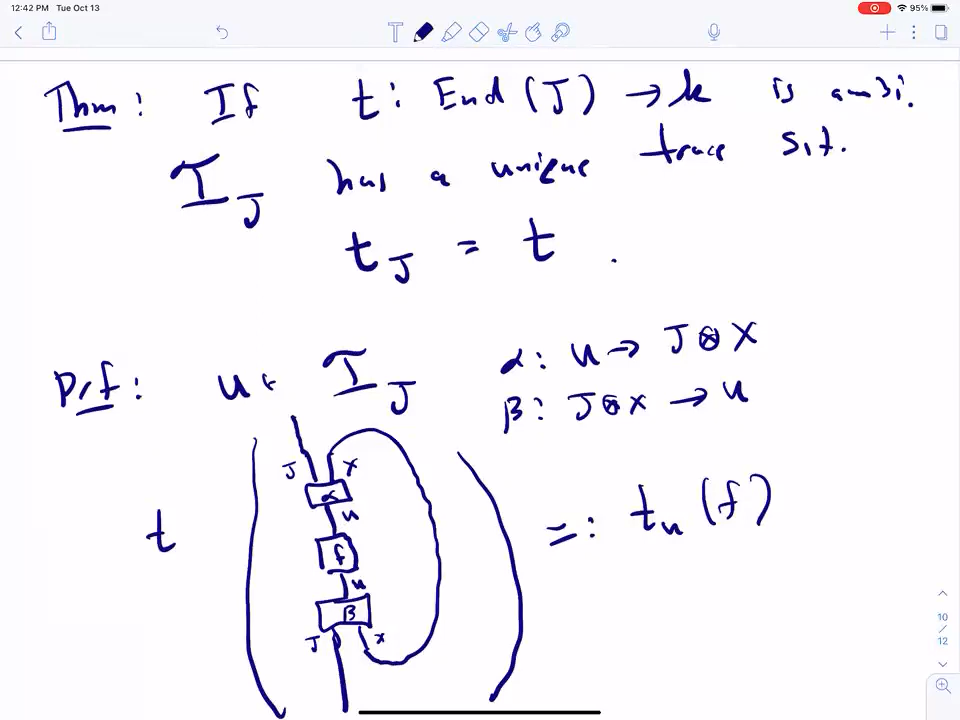 12:42 PM Tue Oct 13
95%
Thm: If t: End (J) → k is ambi.
I_J has a unique trace s.t.
t_J = t .
Prf: u ∈ I_J α: u → J⊗X
β: J⊗X → u
J X
α
u
t ( f ) =: t_u (f)
u
β
J X
10
/
12